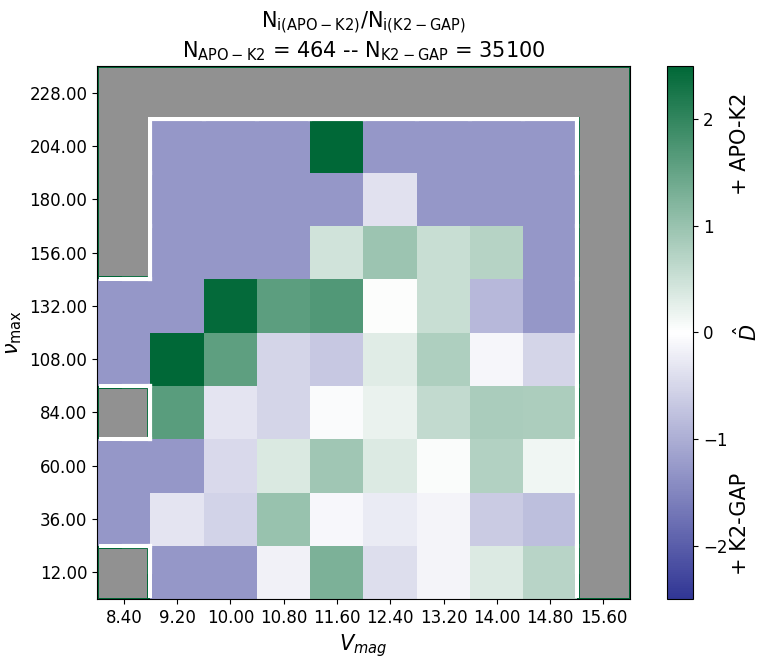 N_i(APO−K2)/N_i(K2−GAP)
N_APO−K2 = 464 -- N_K2−GAP = 35100
228.00
204.00
180.00
156.00
132.00
108.00
84.00
60.00
36.00
12.00
ν_max
8.40 9.20 10.00 10.80 11.60 12.40 13.20 14.00 14.80 15.60
V_mag
2
1
0
−1
−2
+ APO-K2
D̂
+ K2-GAP